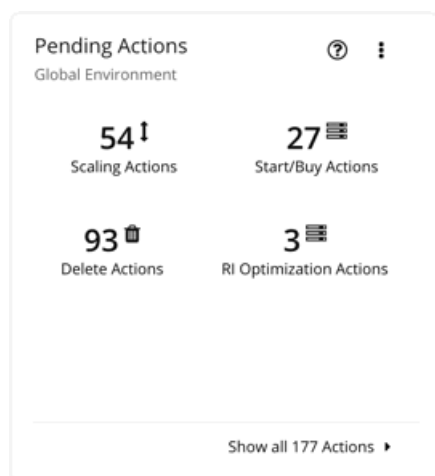 Pending Actions
Global Environment
54
Scaling Actions
27
Start/Buy Actions
93
Delete Actions
3
RI Optimization Actions
Show all 177 Actions